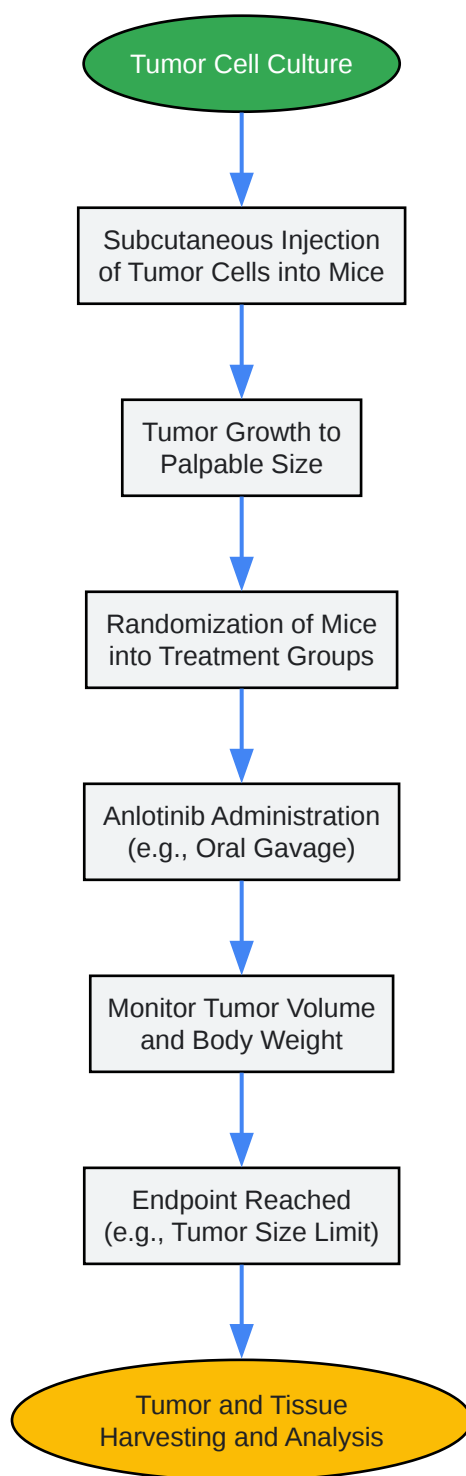 Tumor Cell Culture
Subcutaneous Injection
of Tumor Cells into Mice
Tumor Growth to
Palpable Size
Randomization of Mice
into Treatment Groups
Anlotinib Administration
(e.g., Oral Gavage)
Monitor Tumor Volume
and Body Weight
Endpoint Reached
(e.g., Tumor Size Limit)
Tumor and Tissue
Harvesting and Analysis